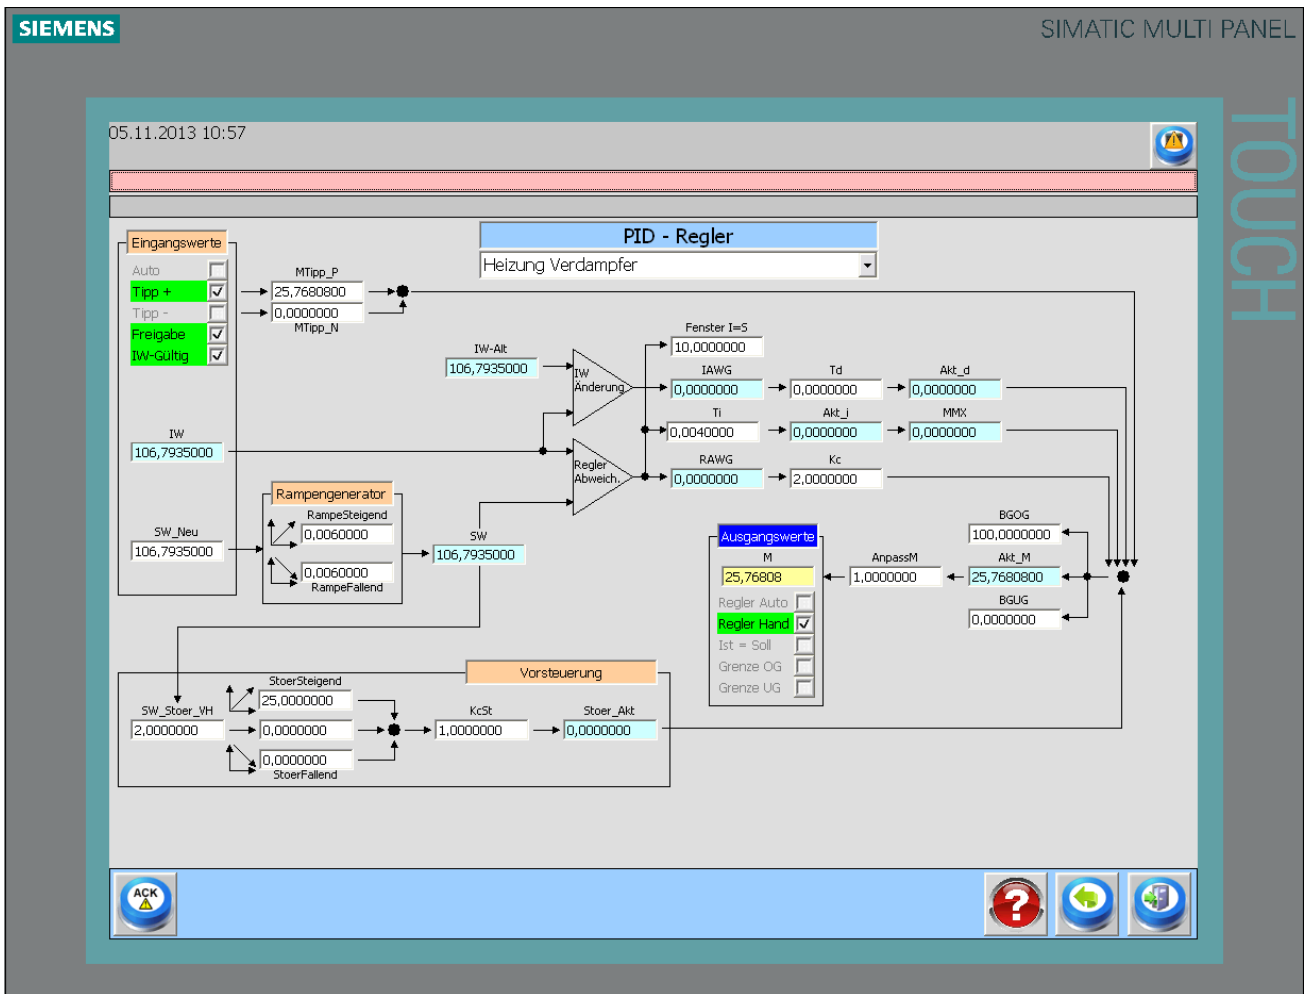 SIEMENS
SIMATIC MULTI PANEL
TOUCH
05.11.2013 10:57
PID - Regler
Heizung Verdampfer
Eingangswerte
Auto
Tipp +
Tipp -
Freigabe
IW-Gültig
MTipp_P
25,7680800
0,0000000
MTipp_N
IW
106,7935000
SW_Neu
106,7935000
Rampengenerator
RampeSteigend
0,0060000
0,0060000
RampeFallend
IW-Alt
106,7935000
SW
106,7935000
IW
Änderung
Regler
Abweich.
Fenster I=S
10,0000000
IAWG
0,0000000
Td
0,0000000
Akt_d
0,0000000
Ti
0,0040000
Akt_i
0,0000000
MMX
0,0000000
RAWG
0,0000000
Kc
2,0000000
BGOG
100,0000000
Akt_M
25,7680800
BGUG
0,0000000
AnpassM
1,0000000
Ausgangswerte
M
25,76808
Regler Auto
Regler Hand
Ist = Soll
Grenze OG
Grenze UG
Vorsteuerung
SW_Stoer_VH
2,0000000
StoerSteigend
25,0000000
0,0000000
0,0000000
StoerFallend
KcSt
1,0000000
Stoer_Akt
0,0000000
ACK
?